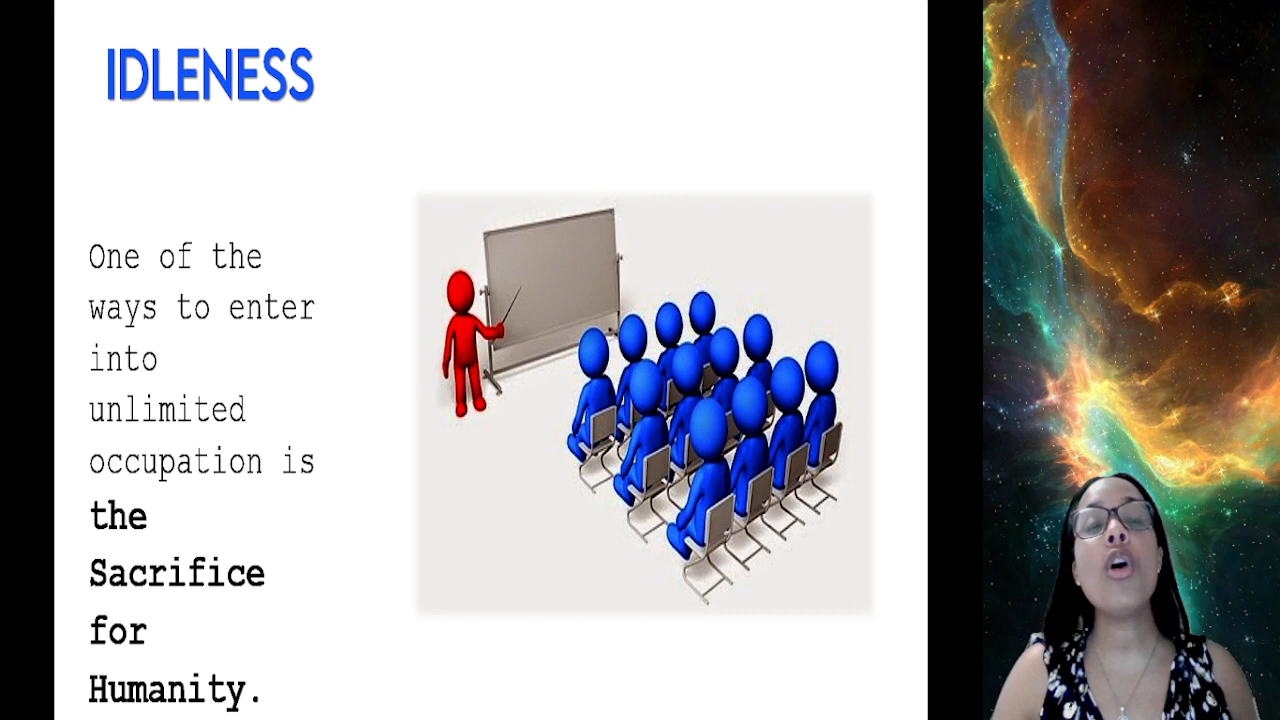 IDLENESS
One of the
ways to enter
into
unlimited
occupation is
the
Sacrifice
for
Humanity.